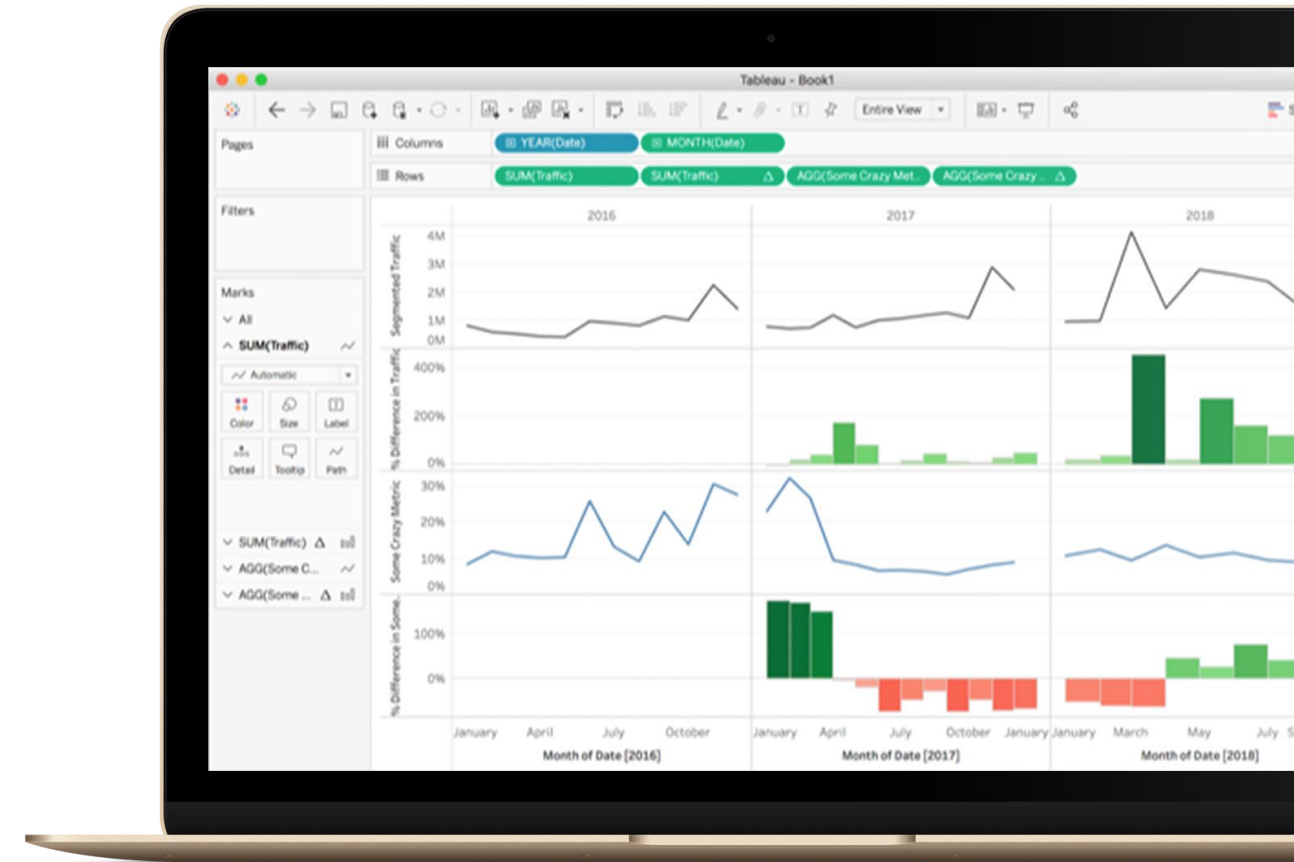 Tableau - Book1
Entire View
Pages
Columns
YEAR(Date)
MONTH(Date)
Rows
SUM(Traffic)
SUM(Traffic)
AGG(Some Crazy Met..
AGG(Some Crazy ..
Filters
Marks
All
SUM(Traffic)
Automatic
Color
Size
Label
Detail
Tooltip
Path
SUM(Traffic)
AGG(Some C...
AGG(Some ...
2016
2017
2018
Segmented Traffic
4M
3M
2M
1M
0M
% Difference in Traffic
400%
200%
0%
Some Crazy Metric
30%
20%
10%
0%
% Difference in Some..
100%
0%
January
April
July
October
January
April
July
October
January
January
March
May
July
S
Month of Date [2016]
Month of Date [2017]
Month of Date [2018]